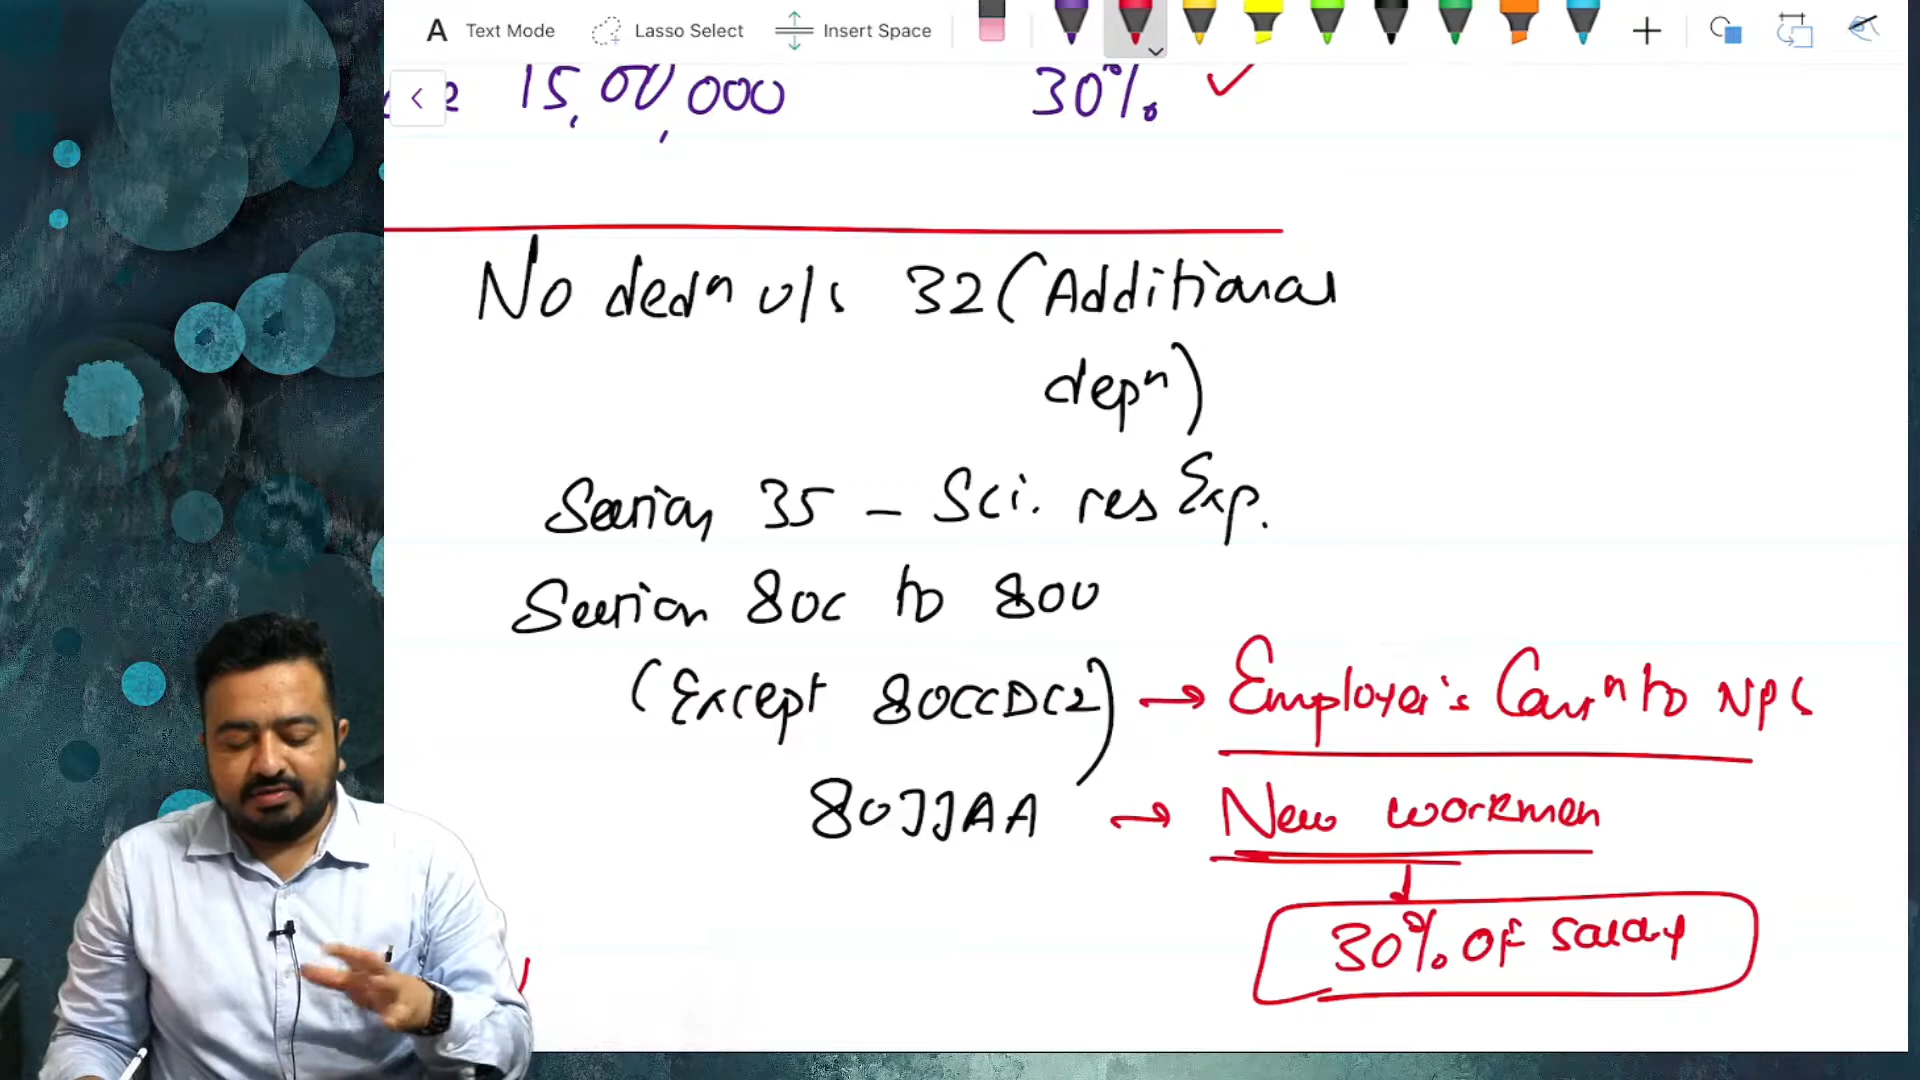 A Text Mode Lasso Select Insert Space
15,00,000 30%
No dedn u/s 32 (Additional
depn)
Section 35 - Sci. res Exp.
Section 80C to 80U
(Except 80CCD(2) → Employer's Conn to NPS
80JJAA → New workmen
30% of salary